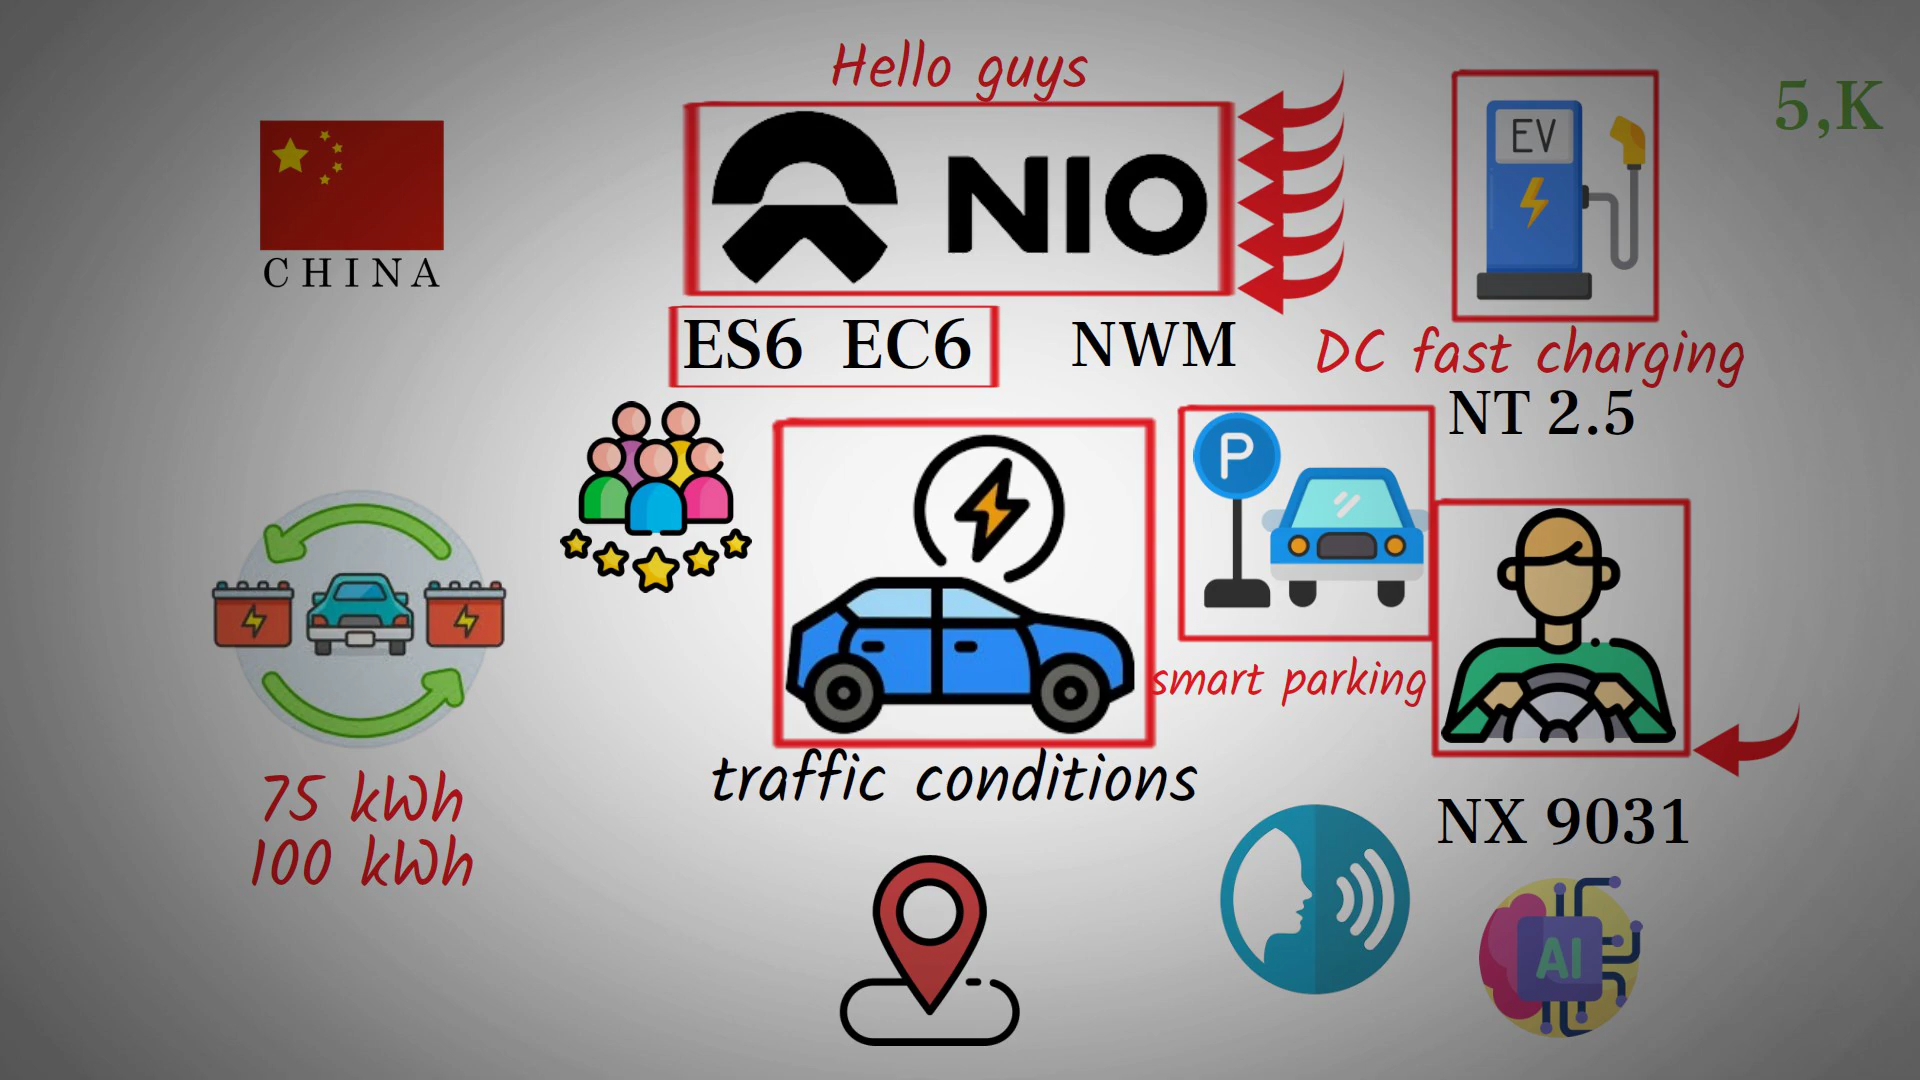 Hello guys
NIO
CHINA
EV
5,K
ES6 EC6
NWM
DC fast charging
NT 2.5
P
smart parking
traffic conditions
75 kWh
100 kWh
NX 9031
AI